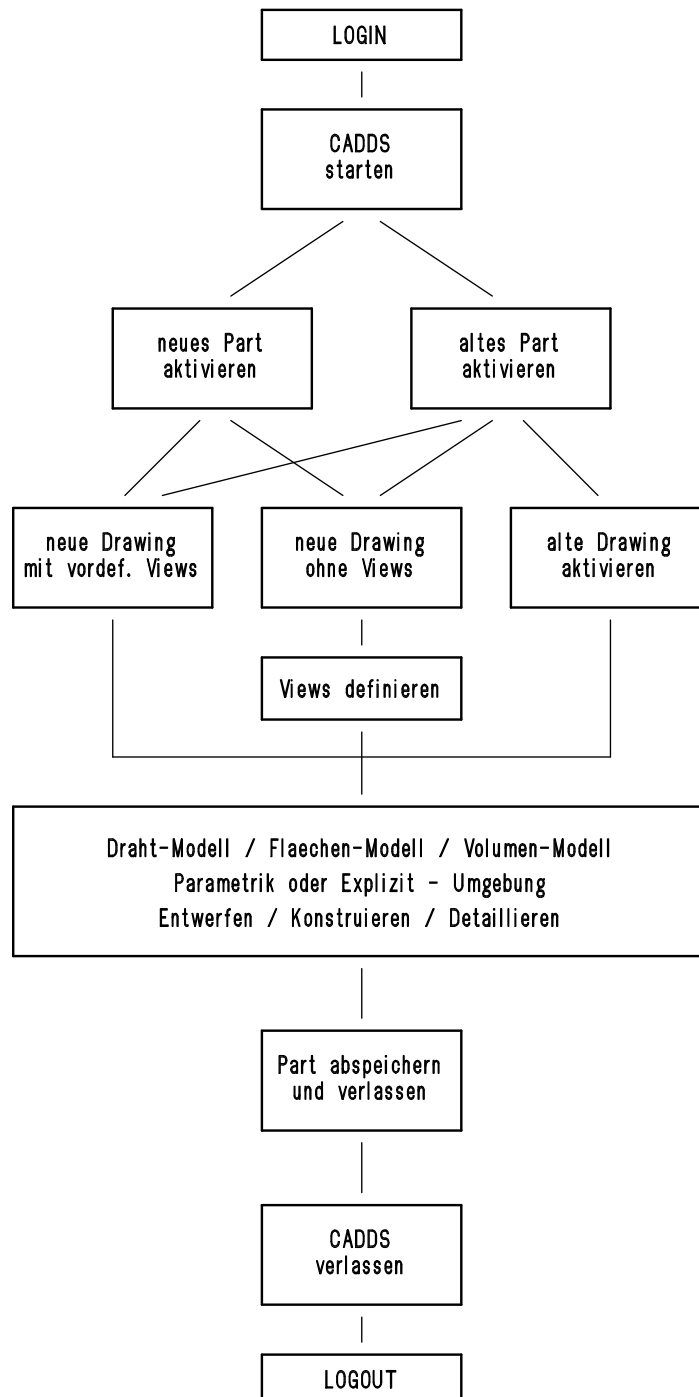 LOGIN
CADDS
starten
neues Part
aktivieren
altes Part
aktivieren
neue Drawing
mit vordef. Views
neue Drawing
ohne Views
alte Drawing
aktivieren
Views definieren
Draht-Modell / Flaechen-Modell / Volumen-Modell
Parametrik oder Explizit - Umgebung
Entwerfen / Konstruieren / Detaillieren
Part abspeichern
und verlassen
CADDS
verlassen
LOGOUT